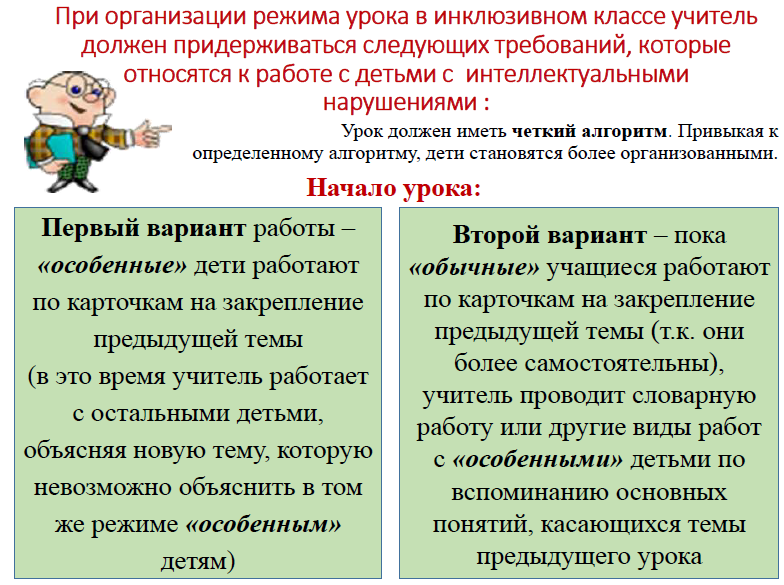 При организации режима урока в инклюзивном классе учитель
должен придерживаться следующих требований, которые
относятся к работе с детьми с  интеллектуальными
нарушениями :
Урок должен иметь четкий алгоритм. Привыкая к
определенному алгоритму, дети становятся более организованными.
Начало урока:
Первый вариант работы –
«особенные» дети работают
по карточкам на закрепление
предыдущей темы
(в это время учитель работает
с остальными детьми,
объясняя новую тему, которую
невозможно объяснить в том
же режиме «особенным»
детям)
Второй вариант – пока
«обычные» учащиеся работают
по карточкам на закрепление
предыдущей темы (т.к. они
более самостоятельны),
учитель проводит словарную
работу или другие виды работ
с «особенными» детьми по
вспоминанию основных
понятий, касающихся темы
предыдущего урока